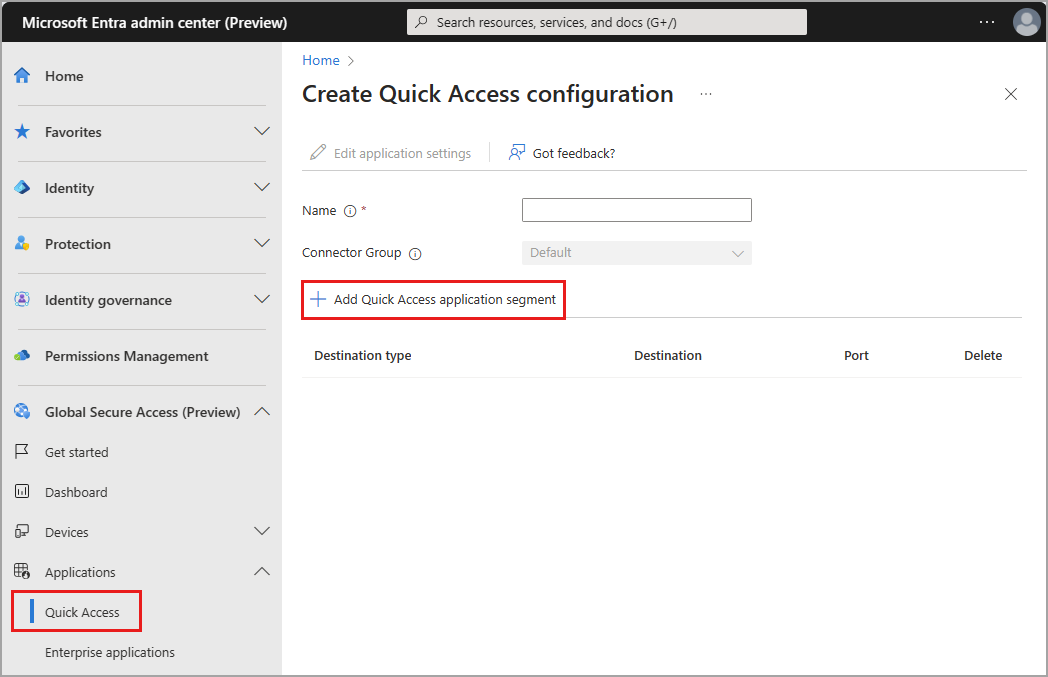 Microsoft Entra admin center (Preview)
Search resources, services, and docs (G+/)
Home
Favorites
Identity
Protection
Identity governance
Permissions Management
Global Secure Access (Preview)
Get started
Dashboard
Devices
Applications
Quick Access
Enterprise applications
Home
Create Quick Access configuration
Edit application settings
Got feedback?
Name *
Connector Group Default
Add Quick Access application segment
Destination type Destination Port Delete